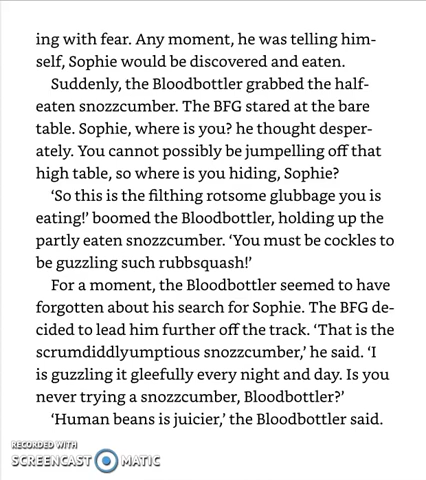 ing with fear. Any moment, he was telling him-
self, Sophie would be discovered and eaten.
Suddenly, the Bloodbottler grabbed the half-
eaten snozzcumber. The BFG stared at the bare
table. Sophie, where is you? he thought desper-
ately. You cannot possibly be jumpelling off that
high table, so where is you hiding, Sophie?
‘So this is the filthing rotsome glubbage you is
eating!’ boomed the Bloodbottler, holding up the
partly eaten snozzcumber. ‘You must be cockles to
be guzzling such rubbsquash!’
For a moment, the Bloodbottler seemed to have
forgotten about his search for Sophie. The BFG de-
cided to lead him further off the track. ‘That is the
scrumdiddlyumptious snozzcumber,’ he said. ‘I
is guzzling it gleefully every night and day. Is you
never trying a snozzcumber, Bloodbottler?’
‘Human beans is juicier,’ the Bloodbottler said.
RECORDED WITH
SCREENCAST MATIC